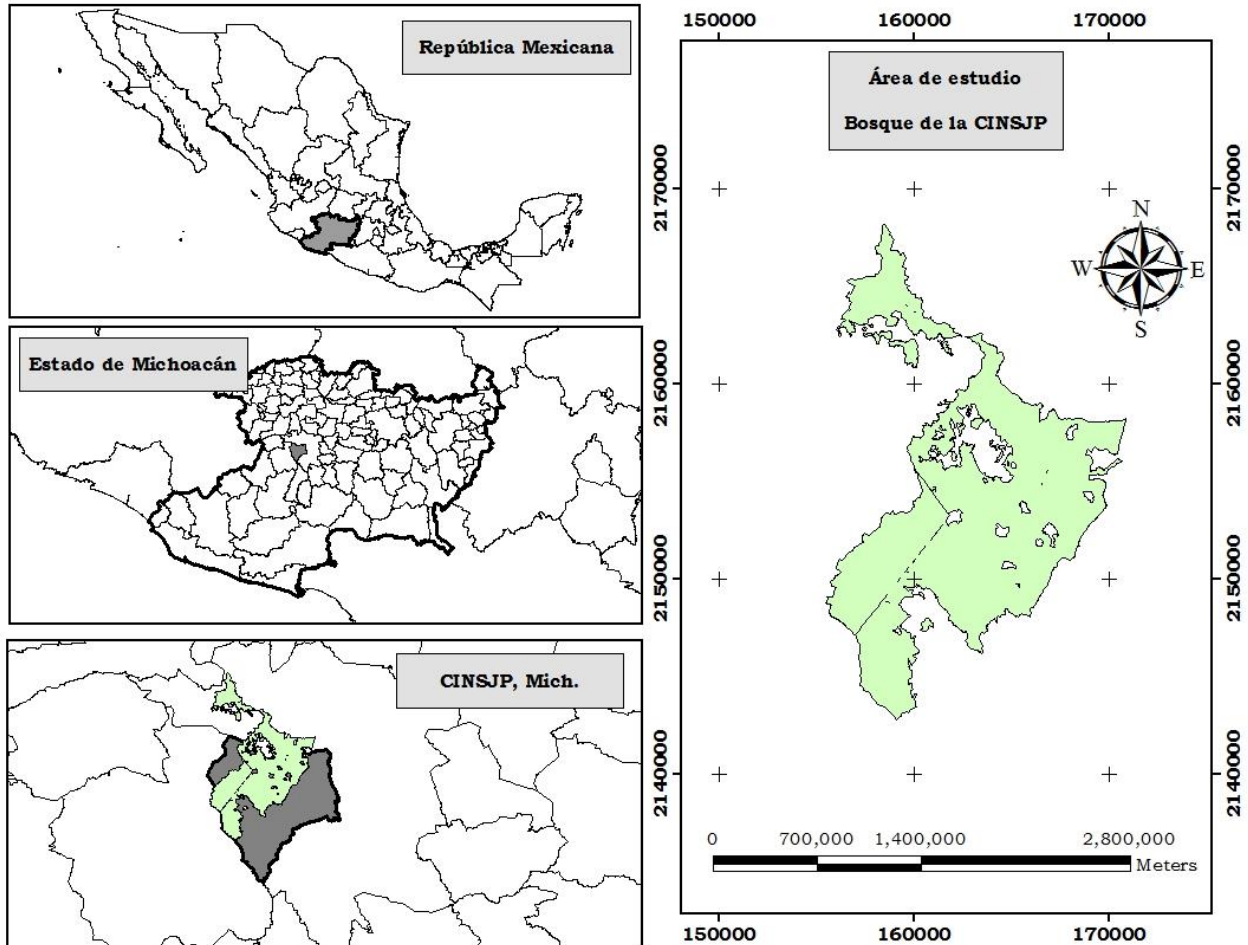 República Mexicana
Estado de Michoacán
CINSJP, Mich.
150000 160000 170000
Área de estudio
Bosque de la CINSJP
2170000 2170000
N
W E
S
2160000 2160000
2150000 2150000
2140000 2140000
0 700,000 1,400,000 2,800,000
Meters
150000 160000 170000